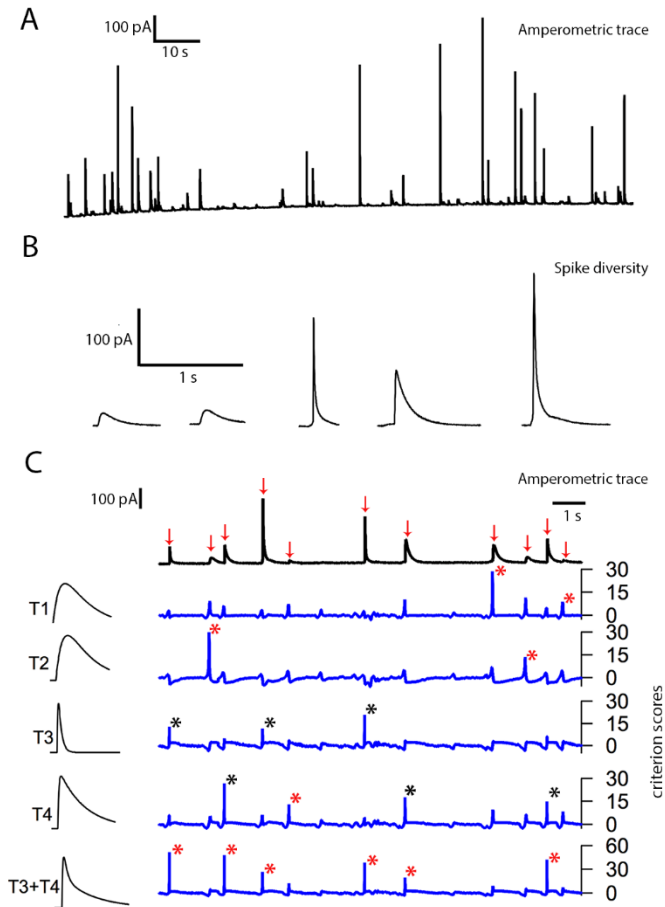 A
100 pA
10 s
Amperometric trace
B
Spike diversity
100 pA
1 s
C
100 pA
Amperometric trace
1 s
T1
* *
30
15
0
T2
* *
30
15
0
T3
* * *
30
15
0
T4
* * * *
30
15
0
T3+T4
* * * * * *
60
30
0
criterion scores